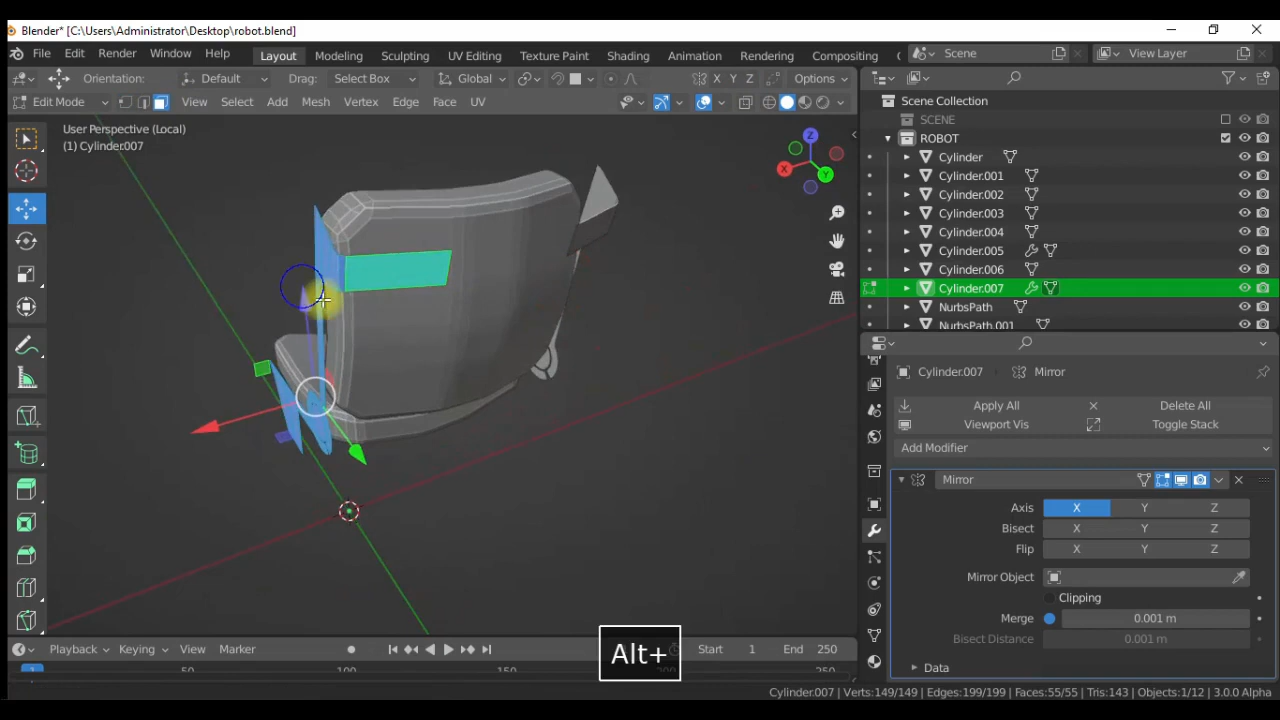 Blender* [C:\Users\Administrator\Desktop\robot.blend]
File Edit Render Window Help Layout Modeling Sculpting UV Editing Texture Paint Shading Animation Rendering Compositing Scene View Layer
Orientation: Default Drag: Select Box Global X Y Z Options
Edit Mode View Select Add Mesh Vertex Edge Face UV
User Perspective (Local)
(1) Cylinder.007
Z
X
Y
Scene Collection
SCENE
ROBOT
Cylinder
Cylinder.001
Cylinder.002
Cylinder.003
Cylinder.004
Cylinder.005
Cylinder.006
Cylinder.007
NurbsPath
NurbsPath.001
Cylinder.007 Mirror
Apply All Delete All
Viewport Vis Toggle Stack
Add Modifier
Mirror
Axis X Y Z
Bisect X Y Z
Flip X Y Z
Mirror Object
Clipping
Merge 0.001 m
Bisect Distance 0.001 m
Data
Alt+
Playback Keying View Marker Start 1 End 250
1 50 100 150 250
Cylinder.007 | Verts:149/149 | Edges:199/199 | Faces:55/55 | Tris:143 | Objects:1/12 | 3.0.0 Alpha